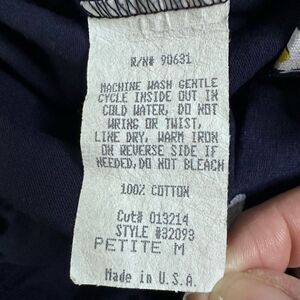 R/N# 90631
MACHINE WASH GENTLE
CYCLE INSIDE OUT IN
COLD WATER, DO NOT
WRING OR TWIST,
LINE DRY, WARM IRON
ON REVERSE SIDE IF
NEEDED, DO NOT BLEACH
100% COTTON
Cut# 013214
STYLE #32093
PETITE M
Made in U.S.A.